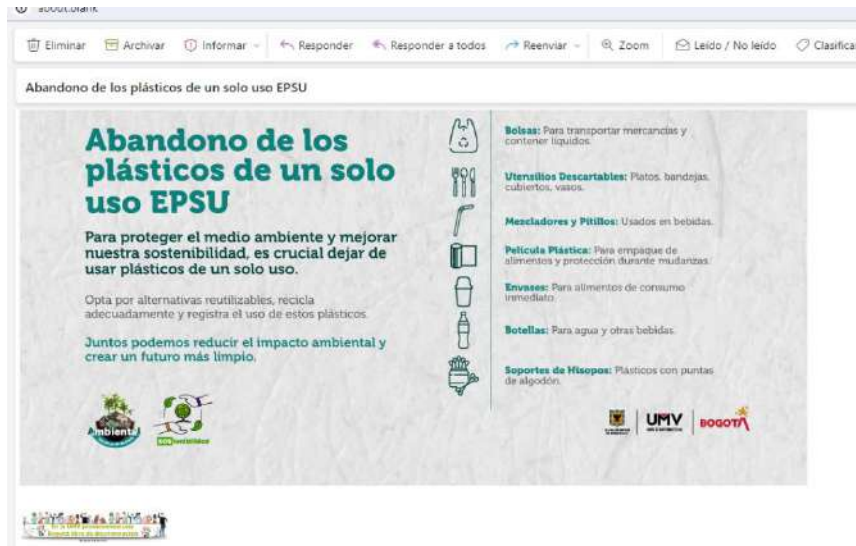 about:blank
Eliminar Archivar Informar Responder Responder a todos Reenviar Zoom Leído / No leído Clasificar
Abandono de los plásticos de un solo uso EPSU
Abandono de los
plásticos de un solo
uso EPSU
Para proteger el medio ambiente y mejorar
nuestra sostenibilidad, es crucial dejar de
usar plásticos de un solo uso.
Opta por alternativas reutilizables, recicla
adecuadamente y registra el uso de estos plásticos.
Juntos podemos reducir el impacto ambiental y
crear un futuro más limpio.
Ambiental
SOStenibilidad
Bolsas: Para transportar mercancías y
contener líquidos.
Utensilios Descartables: Platos, bandejas,
cubiertos, vasos.
Mezcladores y Pitillos: Usados en bebidas.
Película Plástica: Para empaque de
alimentos y protección durante mudanzas.
Envases: Para alimentos de consumo
inmediato.
Botellas: Para agua y otras bebidas.
Soportes de Hisopos: Plásticos con puntas
de algodón.
UMV
BOGOTÁ